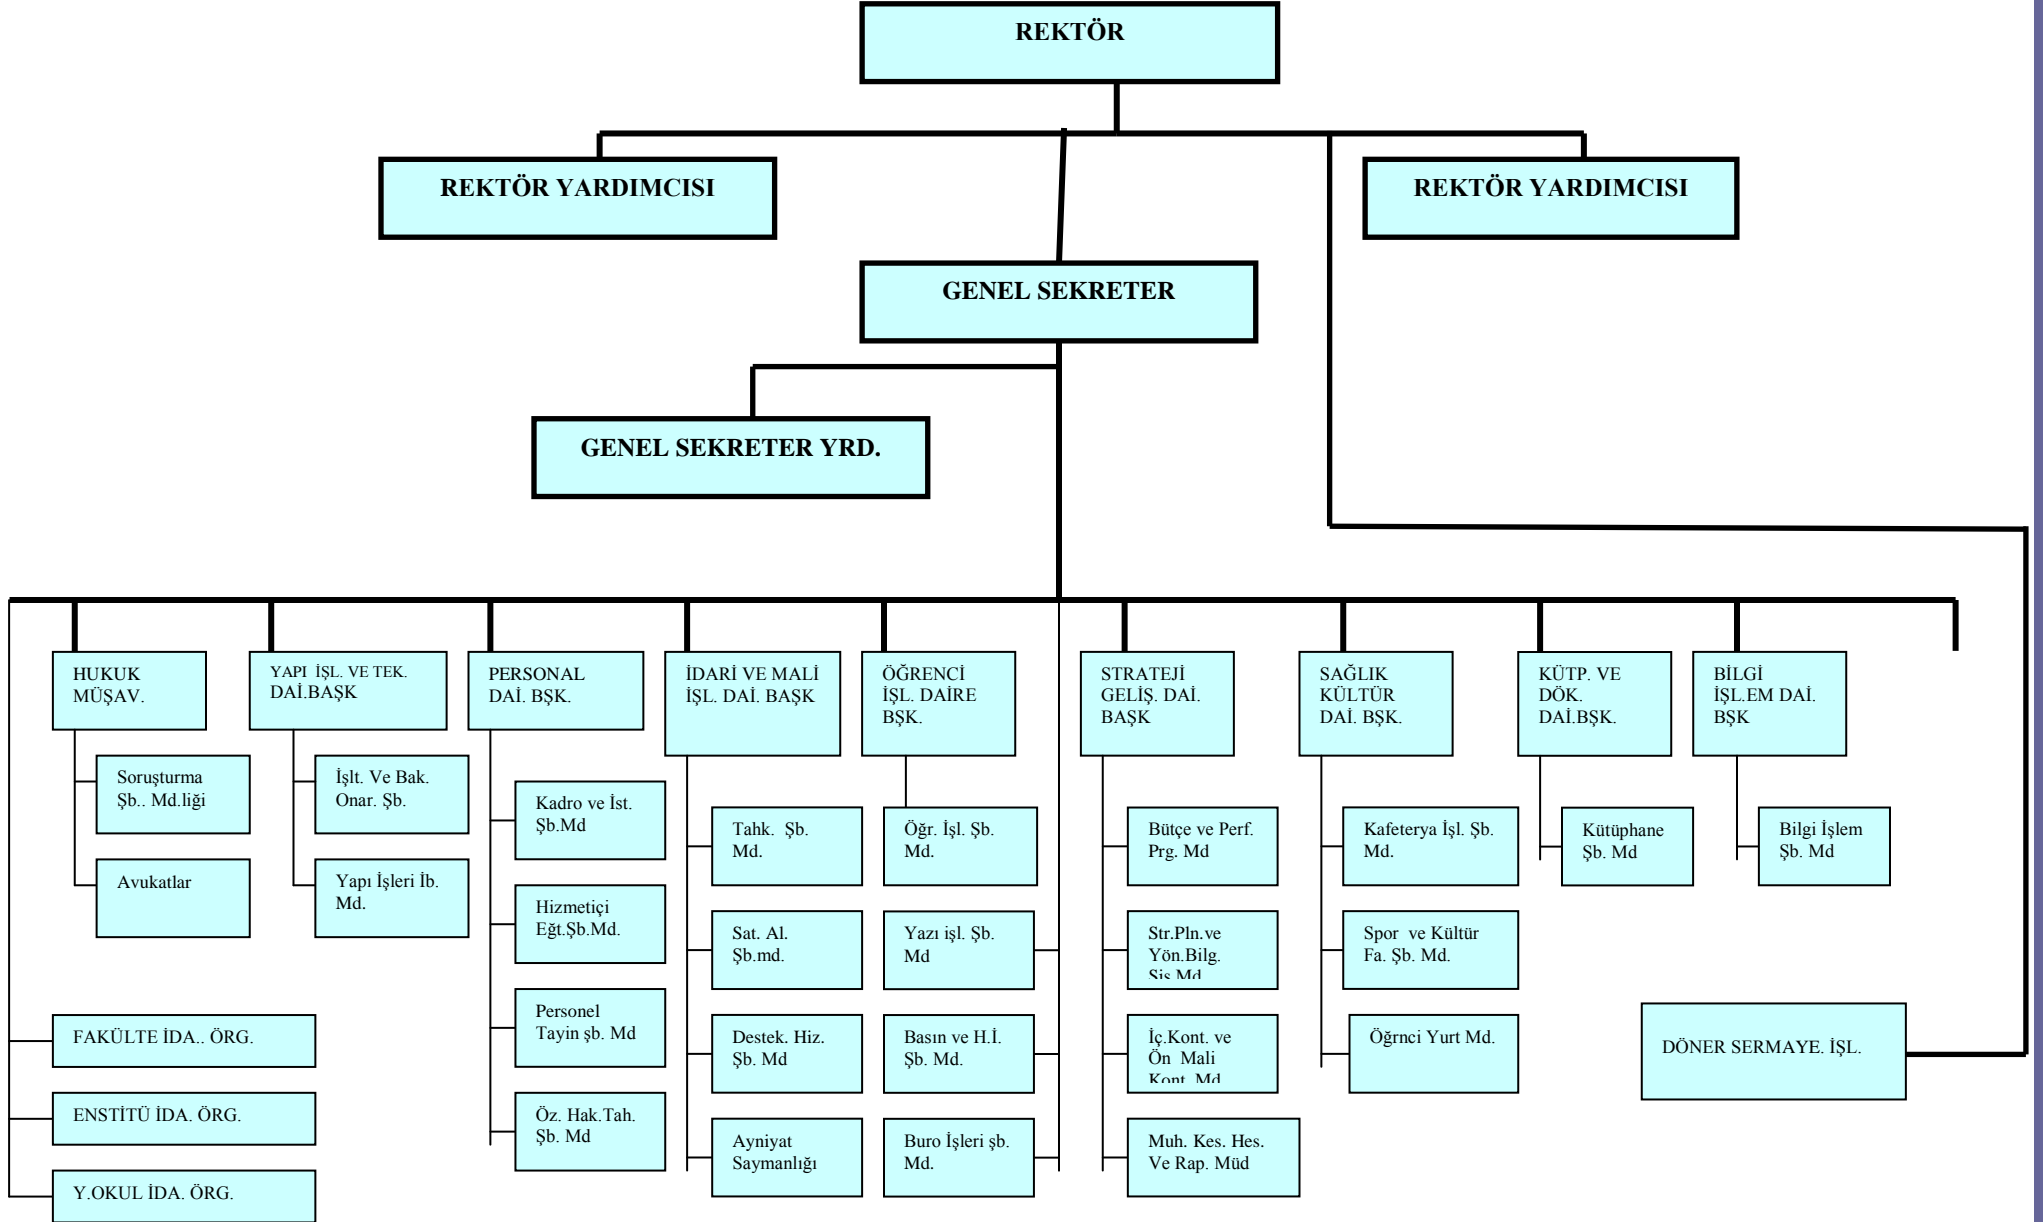 REKTÖR
REKTÖR YARDIMCISI
REKTÖR YARDIMCISI
GENEL SEKRETER
GENEL SEKRETER YRD.
HUKUK
MÜŞAV.
YAPI İŞL. VE TEK.
DAİ.BAŞK
PERSONAL
DAİ. BŞK.
İDARİ VE MALİ
İŞL. DAİ. BAŞK
ÖĞRENCİ
İŞL. DAİRE
BŞK.
STRATEJİ
GELİŞ. DAİ.
BAŞK
SAĞLIK
KÜLTÜR
DAİ. BŞK.
KÜTP. VE
DÖK.
DAİ.BŞK.
BİLGİ
İŞL.EM DAİ.
BŞK
Soruşturma
Şb.. Md.liği
Avukatlar
İşlt. Ve Bak.
Onar. Şb.
Yapı İşleri İb.
Md.
Kadro ve İst.
Şb.Md
Hizmetiçi
Eğt.Şb.Md.
Personel
Tayin şb. Md
Öz. Hak.Tah.
Şb. Md
Tahk. Şb.
Md.
Sat. Al.
Şb.md.
Destek. Hiz.
Şb. Md
Ayniyat
Saymanlığı
Öğr. İşl. Şb.
Md.
Yazı işl. Şb.
Md
Basın ve H.İ.
Şb. Md.
Buro İşleri şb.
Md.
Bütçe ve Perf.
Prg. Md
Str.Pln.ve
Yön.Bilg.
Sis.Md
İç.Kont. ve
Ön Mali
Kont. Md
Muh. Kes. Hes.
Ve Rap. Müd
Kafeterya İşl. Şb.
Md.
Spor ve Kültür
Fa. Şb. Md.
Öğrnci Yurt Md.
Kütüphane
Şb. Md
Bilgi İşlem
Şb. Md
FAKÜLTE İDA.. ÖRG.
ENSTİTÜ İDA. ÖRG.
Y.OKUL İDA. ÖRG.
DÖNER SERMAYE. İŞL.